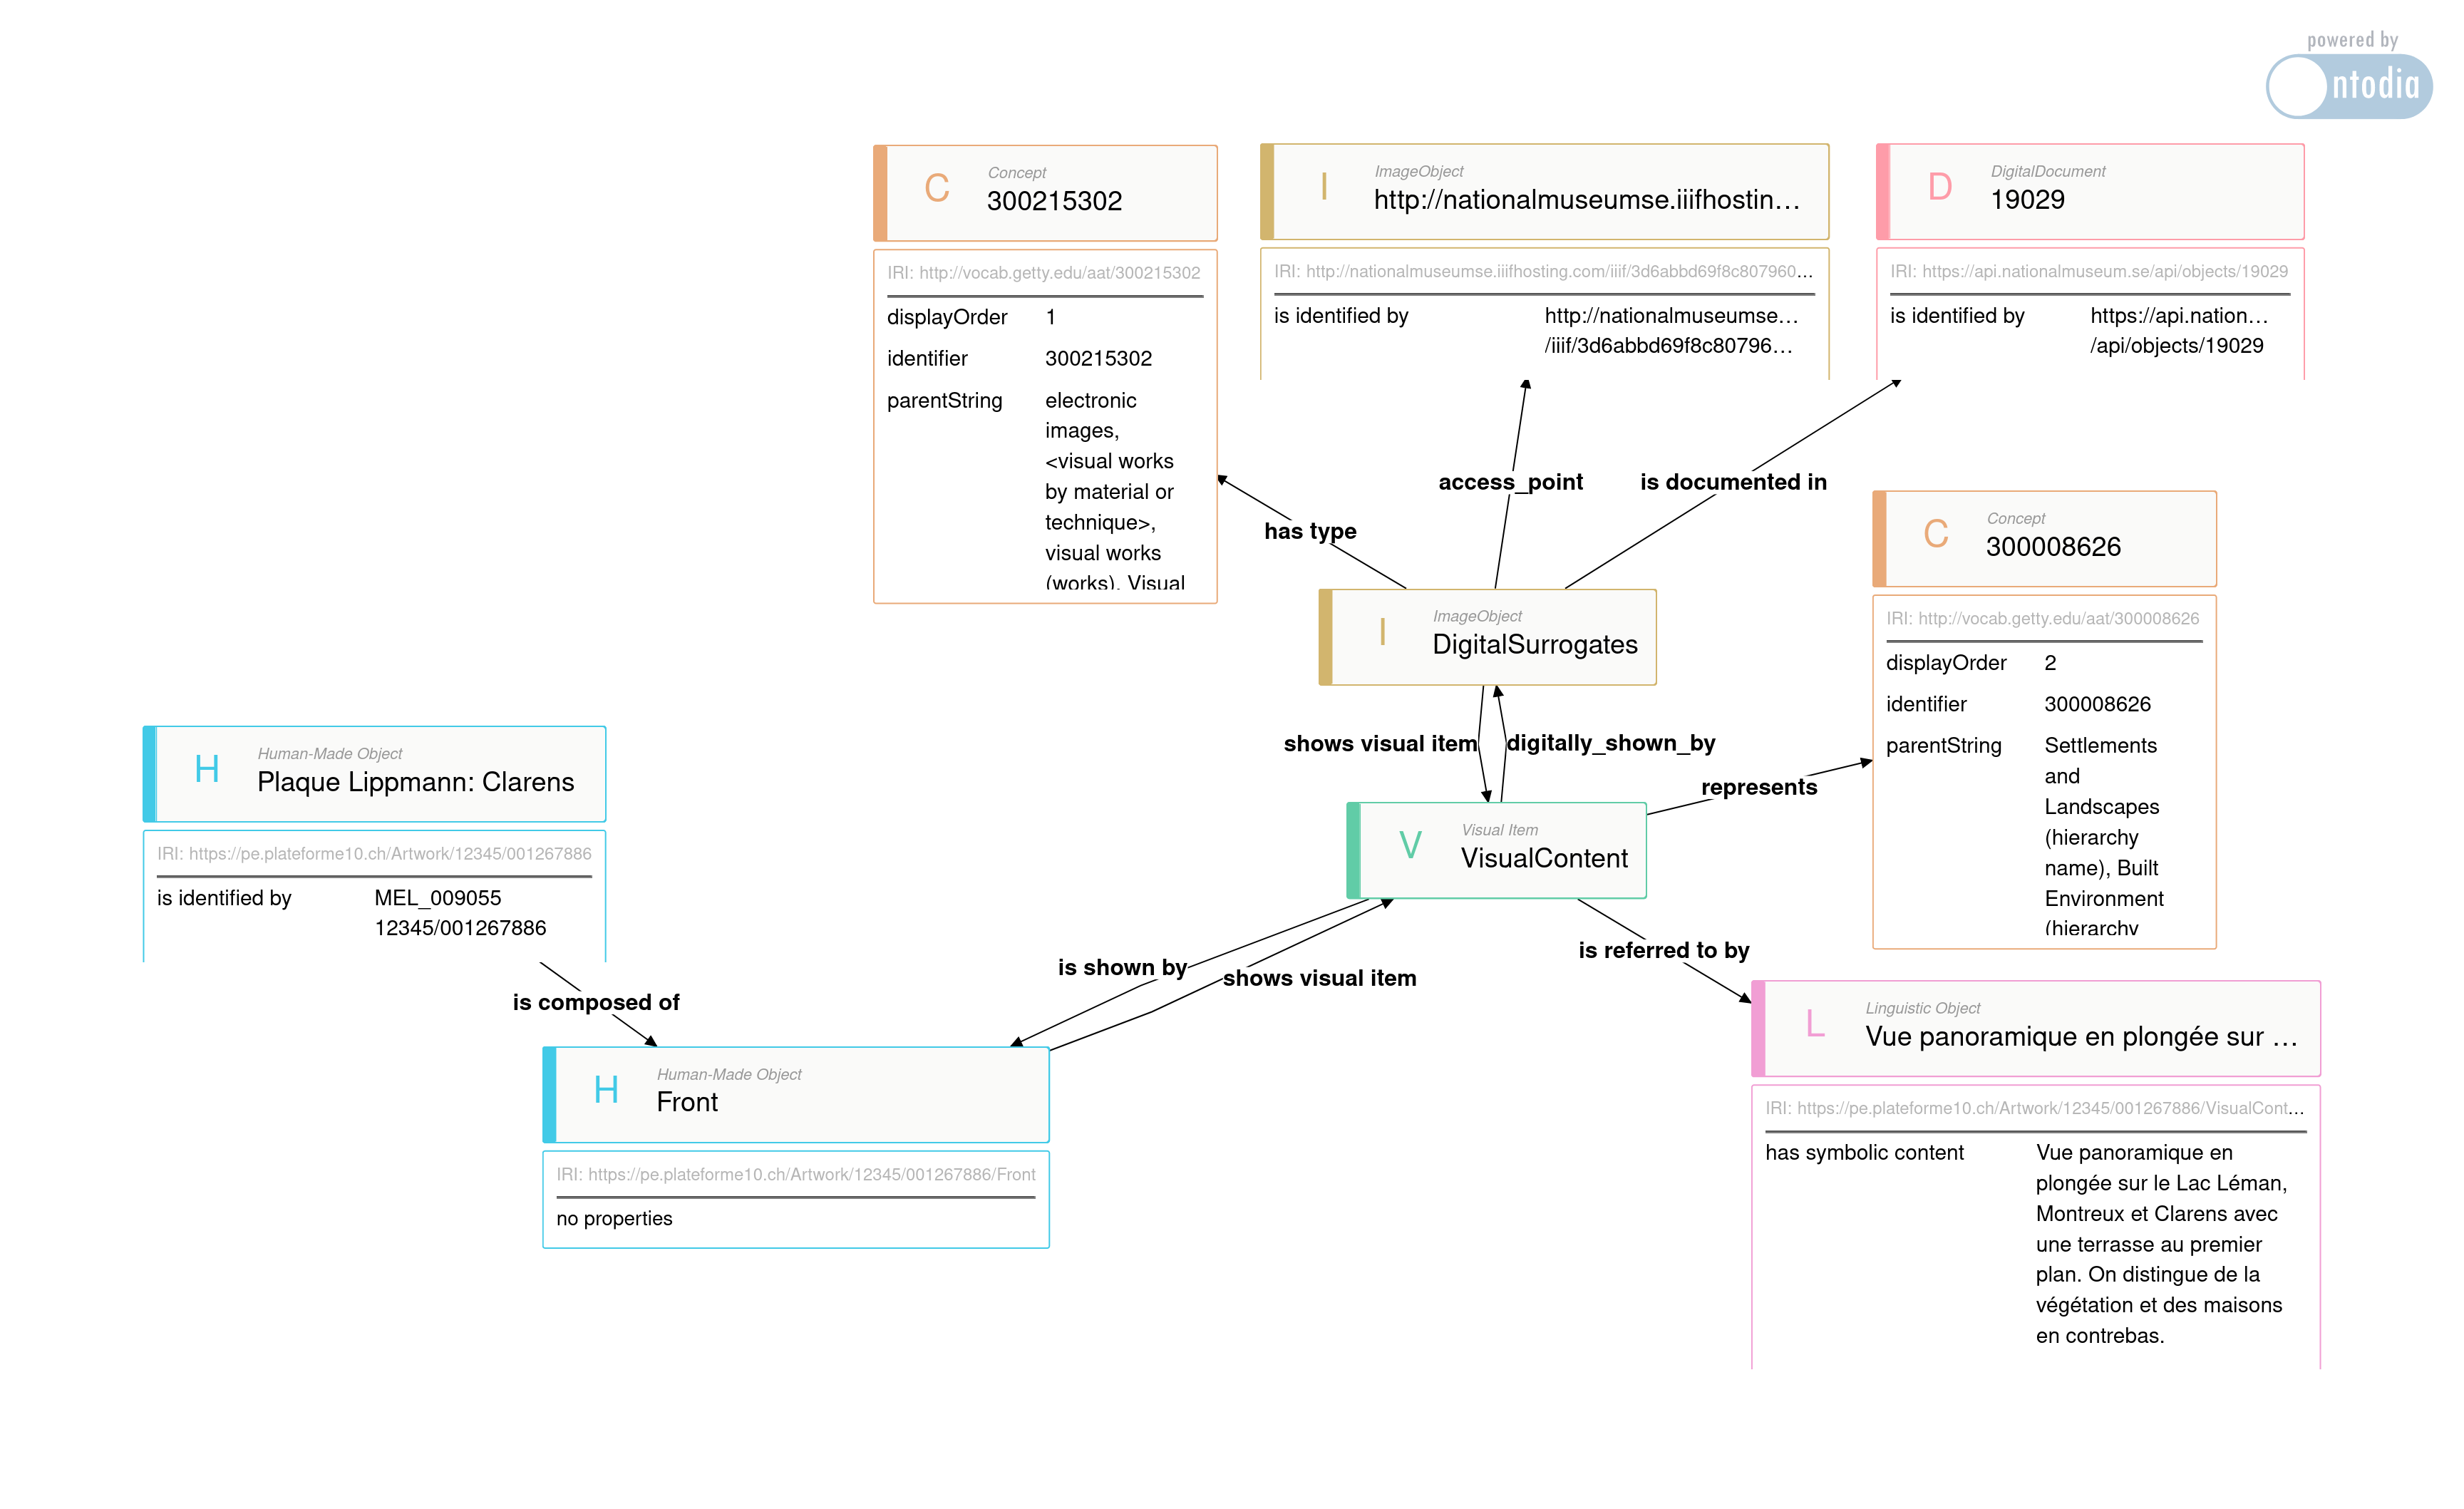 powered by
ntodia
C
Concept
300215302
IRI: http://vocab.getty.edu/aat/300215302
displayOrder 1
identifier 300215302
parentString electronic
images,
<visual works
by material or
technique>,
visual works
(works), Visual
I
ImageObject
http://nationalmuseumse.iiifhostin…
IRI: http://nationalmuseumse.iiifhosting.com/iiif/3d6abbd69f8c807960…
is identified by http://nationalmuseumse…
/iiif/3d6abbd69f8c80796…
D
DigitalDocument
19029
IRI: https://api.nationalmuseum.se/api/objects/19029
is identified by https://api.nation…
/api/objects/19029
access_point
is documented in
has type
C
Concept
300008626
IRI: http://vocab.getty.edu/aat/300008626
displayOrder 2
identifier 300008626
parentString Settlements
and
Landscapes
(hierarchy
name), Built
Environment
(hierarchy
I
ImageObject
DigitalSurrogates
shows visual item
digitally_shown_by
represents
H
Human-Made Object
Plaque Lippmann: Clarens
IRI: https://pe.plateforme10.ch/Artwork/12345/001267886
is identified by MEL_009055
12345/001267886
V
Visual Item
VisualContent
is shown by
shows visual item
is referred to by
is composed of
H
Human-Made Object
Front
IRI: https://pe.plateforme10.ch/Artwork/12345/001267886/Front
no properties
L
Linguistic Object
Vue panoramique en plongée sur …
IRI: https://pe.plateforme10.ch/Artwork/12345/001267886/VisualCont…
has symbolic content Vue panoramique en
plongée sur le Lac Léman,
Montreux et Clarens avec
une terrasse au premier
plan. On distingue de la
végétation et des maisons
en contrebas.